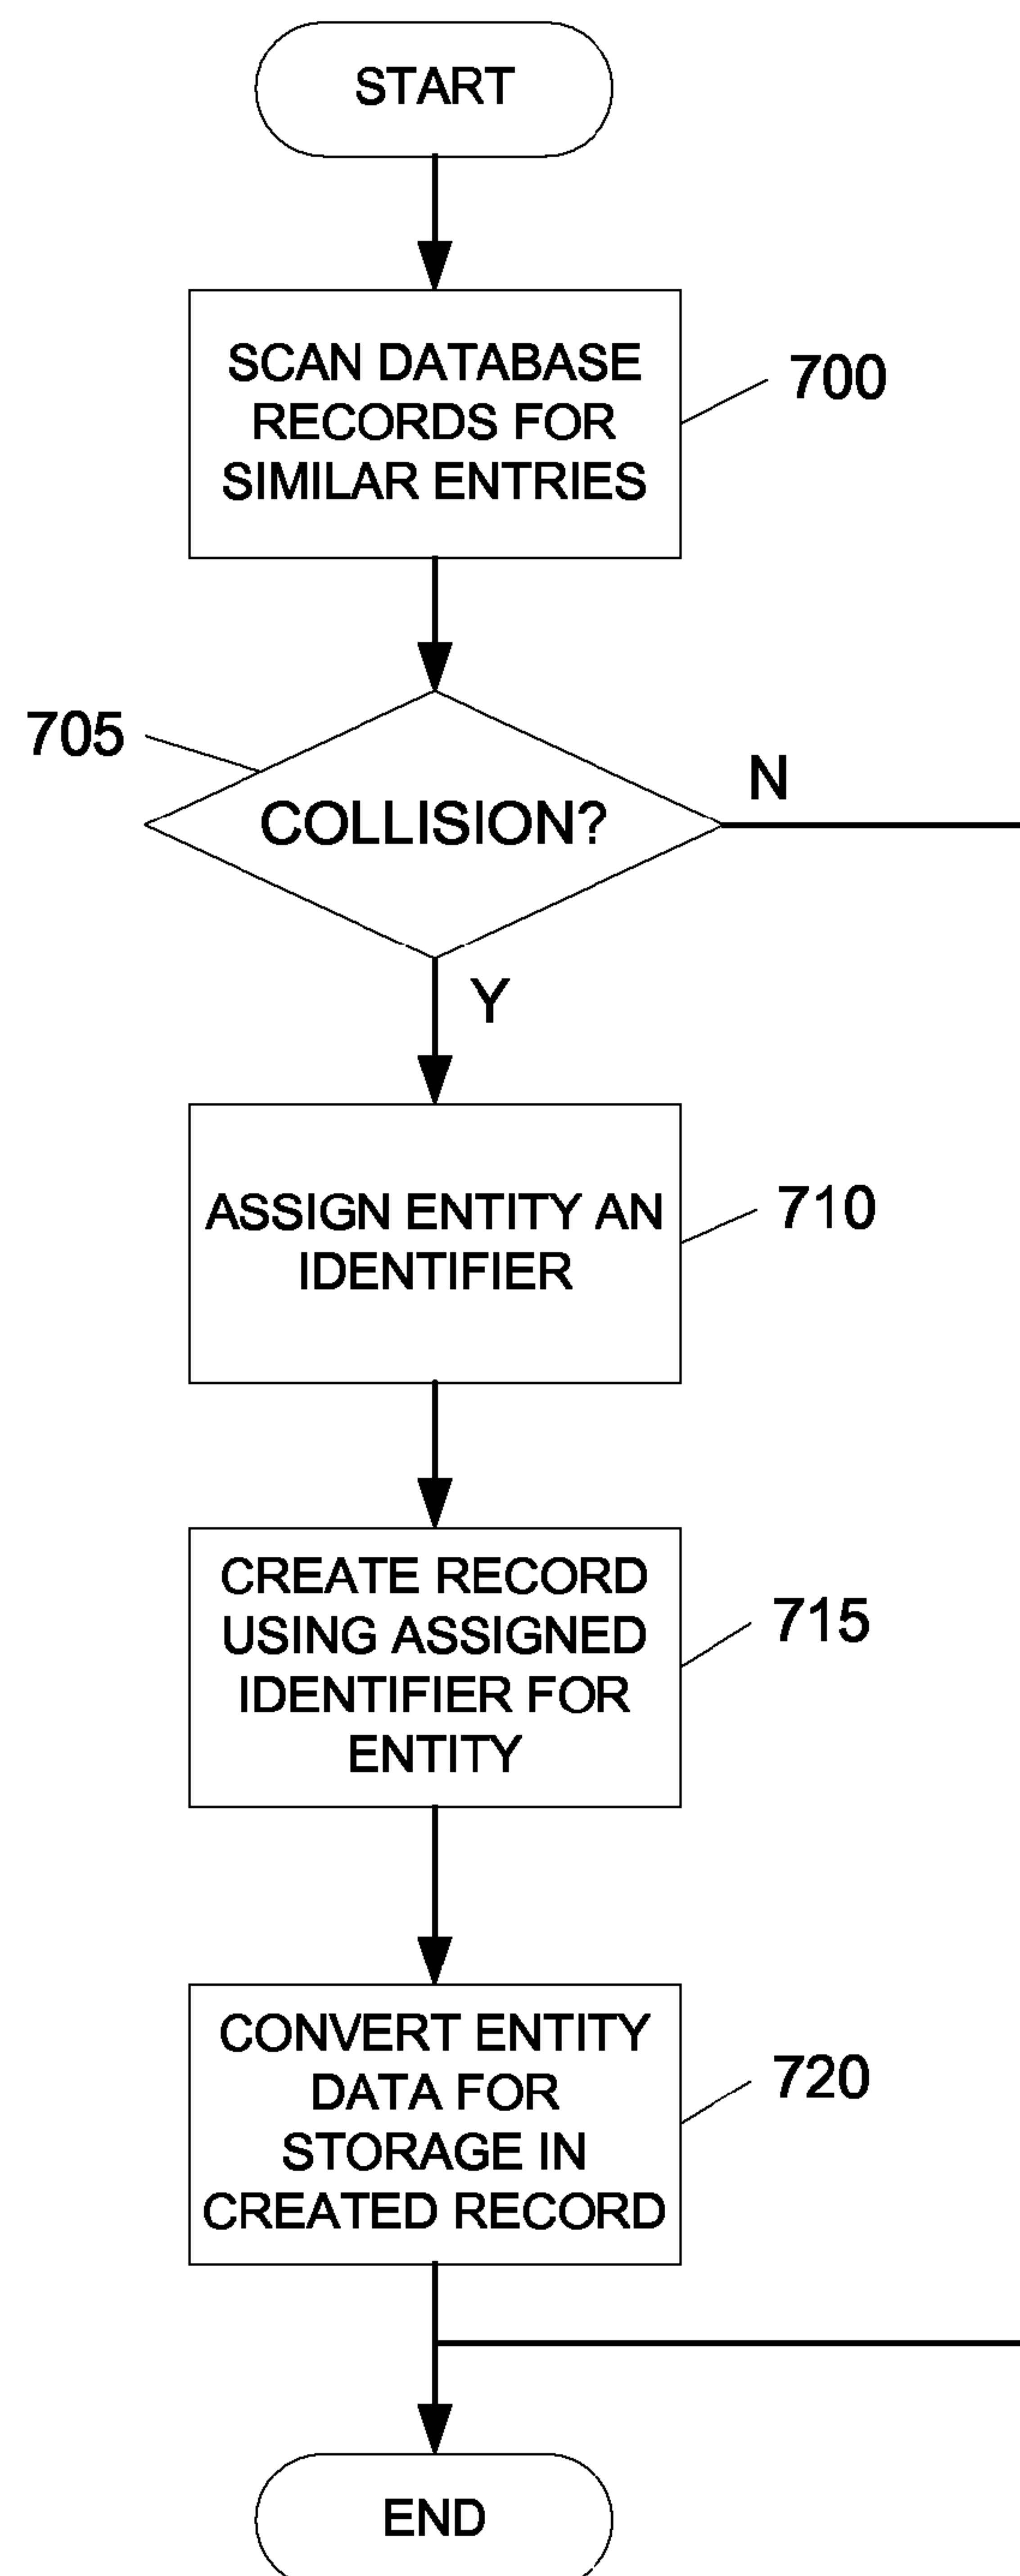 START
SCAN DATABASE
RECORDS FOR
SIMILAR ENTRIES
700
705
COLLISION?
N
Y
ASSIGN ENTITY AN
IDENTIFIER
710
CREATE RECORD
USING ASSIGNED
IDENTIFIER FOR
ENTITY
715
CONVERT ENTITY
DATA FOR
STORAGE IN
CREATED RECORD
720
END